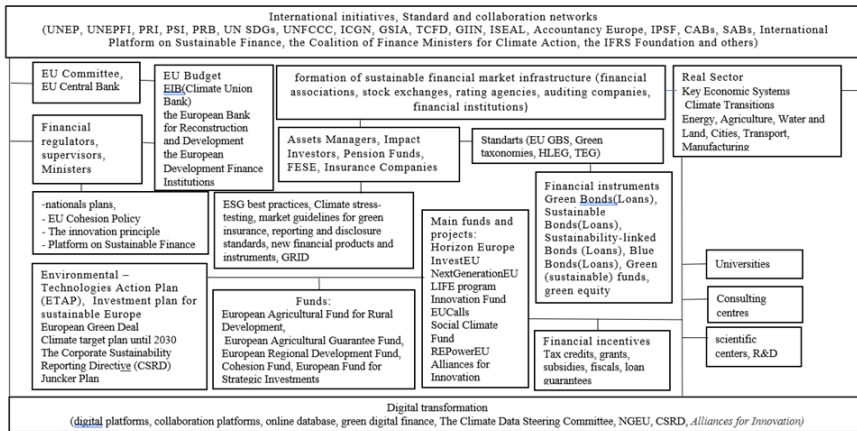 International initiatives, Standard and collaboration networks
(UNEP, UNEPFI, PRI, PSI, PRB, UN SDGs, UNFCCC, ICGN, GSIA, TCFD, GIIN, ISEAL, Accountancy Europe, IPSF, CABs, SABs, International
Platform on Sustainable Finance, the Coalition of Finance Ministers for Climate Action, the IFRS Foundation and others)
EU Committee,
EU Central Bank
EU Budget
EIB(Climate Union
Bank)
the European Bank
for Reconstruction
and Development
the European
Development Finance
Institutions
formation of sustainable financial market infrastructure (financial
associations, stock exchanges, rating agencies, auditing companies,
financial institutions)
Real Sector
Key Economic Systems
Climate Transitions
Energy, Agriculture, Water and
Land, Cities, Transport,
Manufacturing
Financial
regulators,
supervisors,
Ministers
Assets Managers, Impact
Investors, Pension Funds,
FESE, Insurance Companies
Standarts (EU GBS, Green
taxonomies, HLEG, TEG)
-nationals plans,
- EU Cohesion Policy
- The innovation principle
- Platform on Sustainable Finance
ESG best practices, Climate stress-
testing, market guidelines for green
insurance, reporting and disclosure
standards, new financial products and
instruments, GRID
Main funds and
projects:
Horizon Europe
InvestEU
NextGenerationEU
LIFE program
Innovation Fund
EUCalls
Social Climate
Fund
REPowerEU
Alliances for
Innovation
Financial instruments
Green Bonds(Loans),
Sustainable
Bonds(Loans),
Sustainability-linked
Bonds (Loans), Blue
Bonds(Loans), Green
(sustainable) funds,
green equity
Universities
Consulting
centres
scientific
centers, R&D
Environmental –
Technologies Action Plan
(ETAP), Investment plan for
sustainable Europe
European Green Deal
Climate target plan until 2030
The Corporate Sustainability
Reporting Directive (CSRD)
Juncker Plan
Funds:
European Agricultural Fund for Rural
Development,
European Agricultural Guarantee Fund,
European Regional Development Fund,
Cohesion Fund, European Fund for
Strategic Investments
Financial incentives
Tax credits, grants,
subsidies, fiscals, loan
guarantees
Digital transformation
(digital platforms, collaboration platforms, online database, green digital finance, The Climate Data Steering Committee, NGEU, CSRD, Alliances for Innovation)